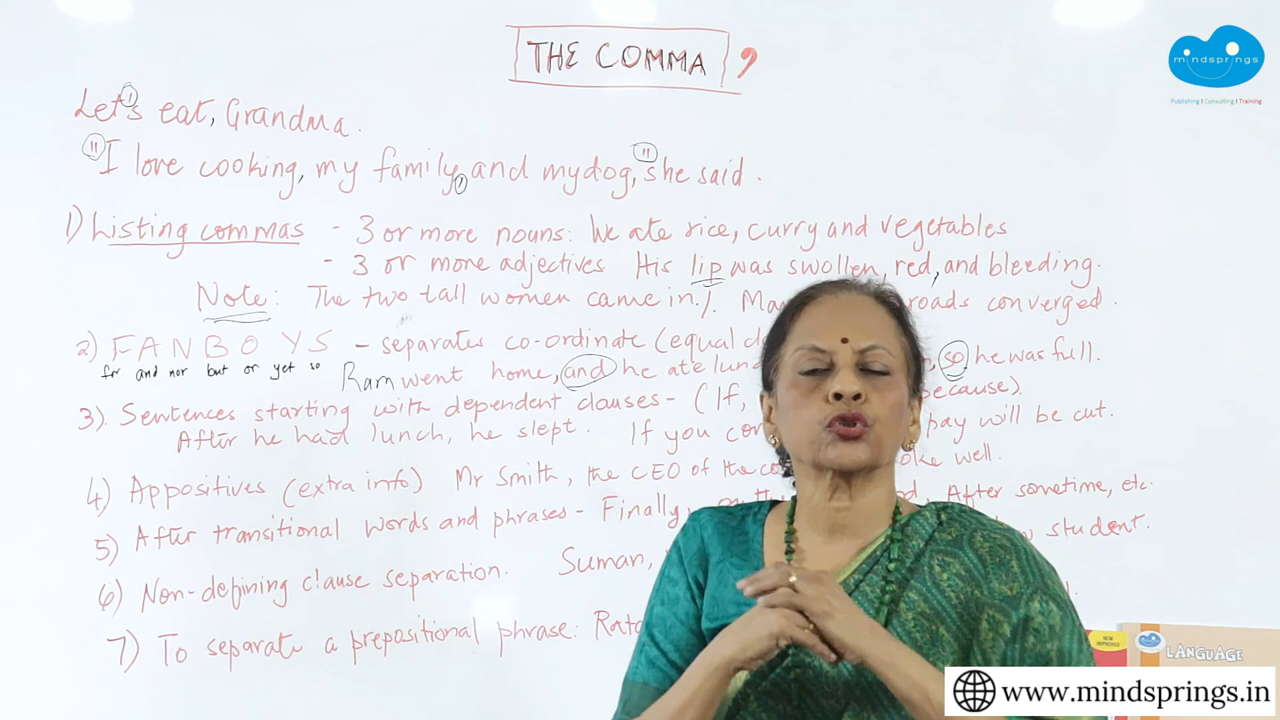 THE COMMA ,
Let's eat, Grandma.
"I love cooking, my family, and my dog," she said.
1) Listing commas - 3 or more nouns: We ate rice, curry and vegetables
- 3 or more adjectives His lip was swollen, red, and bleeding.
Note: The two tall women came in. roads converged.
2) FANBOYS - separates co-ordinate (equal
for and nor but or yet so
Ram went home, and he ate , so he was full.
3). Sentences starting with dependent clauses - (If, because).
After he had lunch, he slept. If you pay will be cut.
4) Appositives (extra info) Mr Smith, the CEO of the well.
5) After transitional words and phrases - Finally, After sometime, etc.
6) Non-defining clause separation. Suman, student.
7) To separate a prepositional phrase:
mindsprings
Publishing | Consulting | Training
NEW IMPROVED
LANGUAGE
www.mindsprings.in